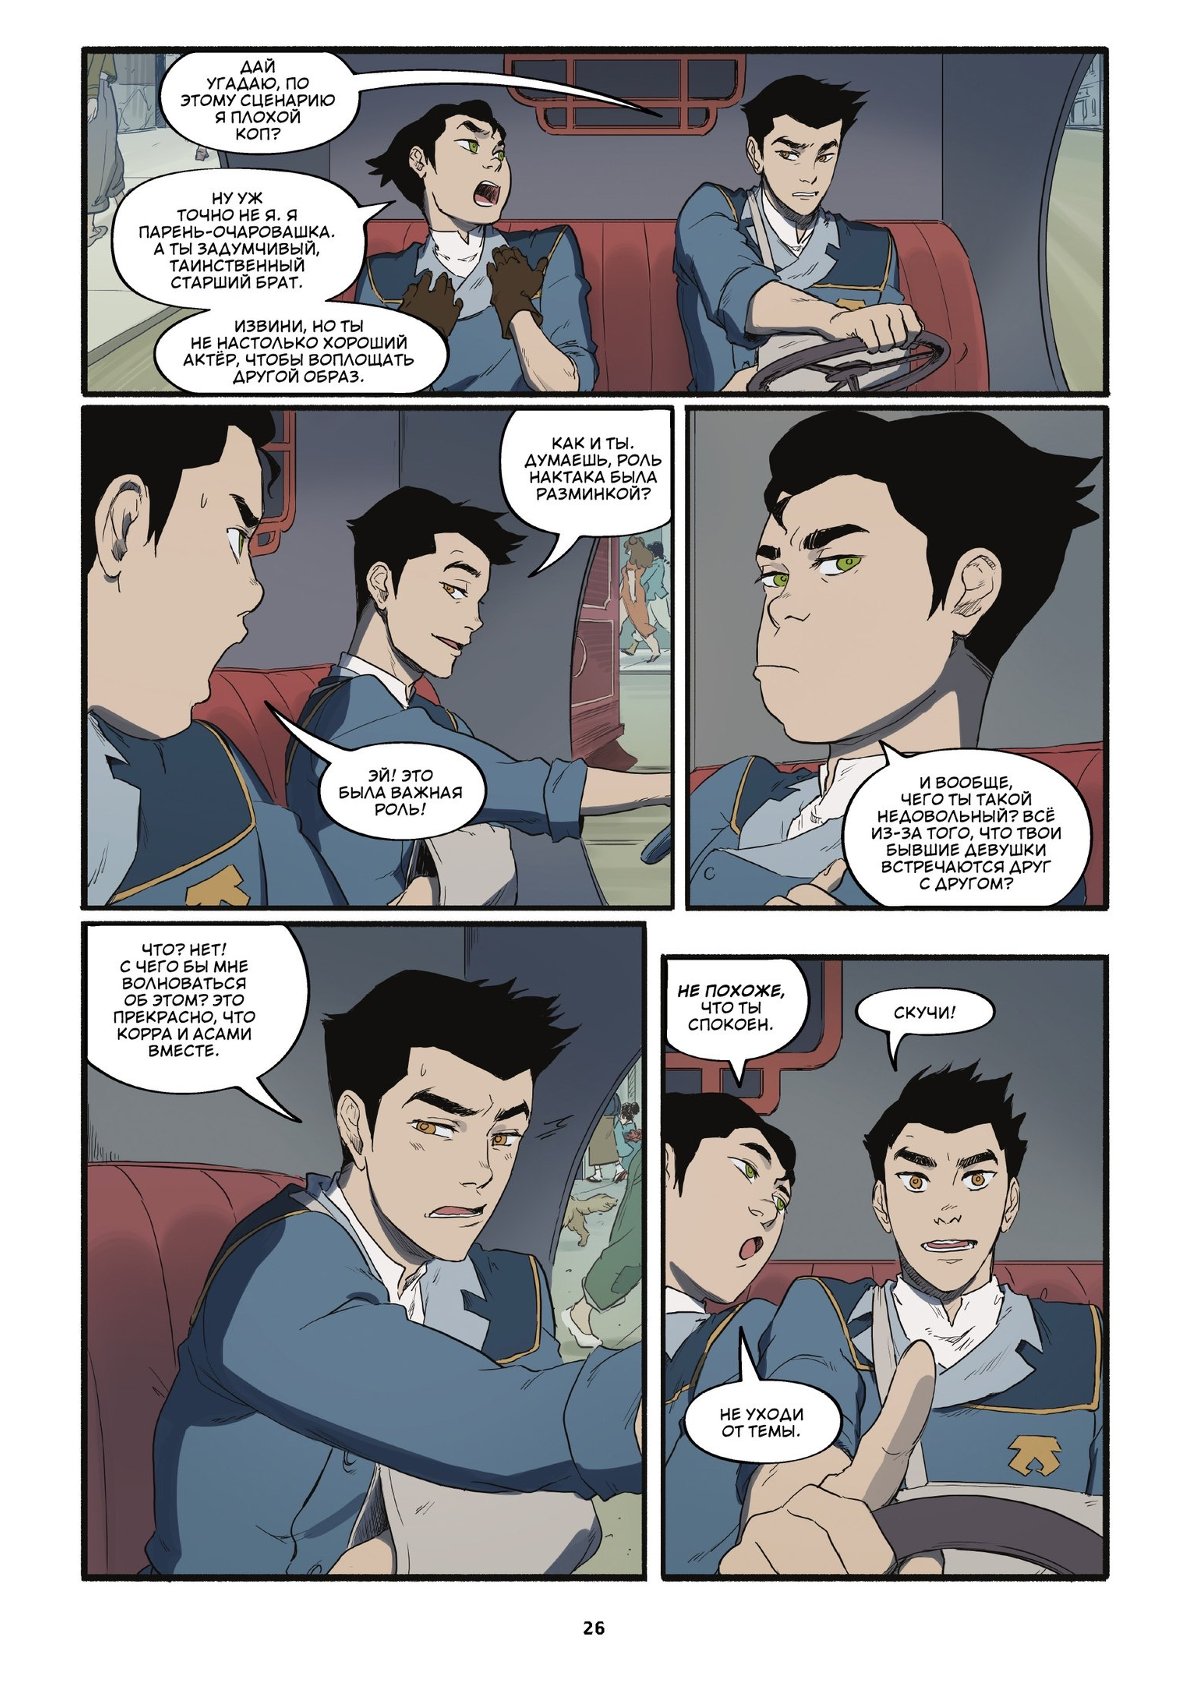 ДАЙ
УГАДАЮ, ПО
ЭТОМУ СЦЕНАРИЮ
Я ПЛОХОЙ
КОП?
НУ УЖ
ТОЧНО НЕ Я. Я
ПАРЕНЬ-ОЧАРОВАШКА.
А ТЫ ЗАДУМЧИВЫЙ,
ТАИНСТВЕННЫЙ
СТАРШИЙ БРАТ.
ИЗВИНИ, НО ТЫ
НЕ НАСТОЛЬКО ХОРОШИЙ
АКТЁР, ЧТОБЫ ВОПЛОЩАТЬ
ДРУГОЙ ОБРАЗ.
КАК И ТЫ.
ДУМАЕШЬ, РОЛЬ
НАКТАКА БЫЛА
РАЗМИНКОЙ?
ЭЙ! ЭТО
БЫЛА ВАЖНАЯ
РОЛЬ!
И ВООБЩЕ,
ЧЕГО ТЫ ТАКОЙ
НЕДОВОЛЬНЫЙ? ВСЁ
ИЗ-ЗА ТОГО, ЧТО ТВОИ
БЫВШИЕ ДЕВУШКИ
ВСТРЕЧАЮТСЯ ДРУГ
С ДРУГОМ?
ЧТО? НЕТ!
С ЧЕГО БЫ МНЕ
ВОЛНОВАТЬСЯ
ОБ ЭТОМ? ЭТО
ПРЕКРАСНО, ЧТО
КОРРА И АСАМИ
ВМЕСТЕ.
НЕ ПОХОЖЕ,
ЧТО ТЫ
СПОКОЕН.
СКУЧИ!
НЕ УХОДИ
ОТ ТЕМЫ.
26